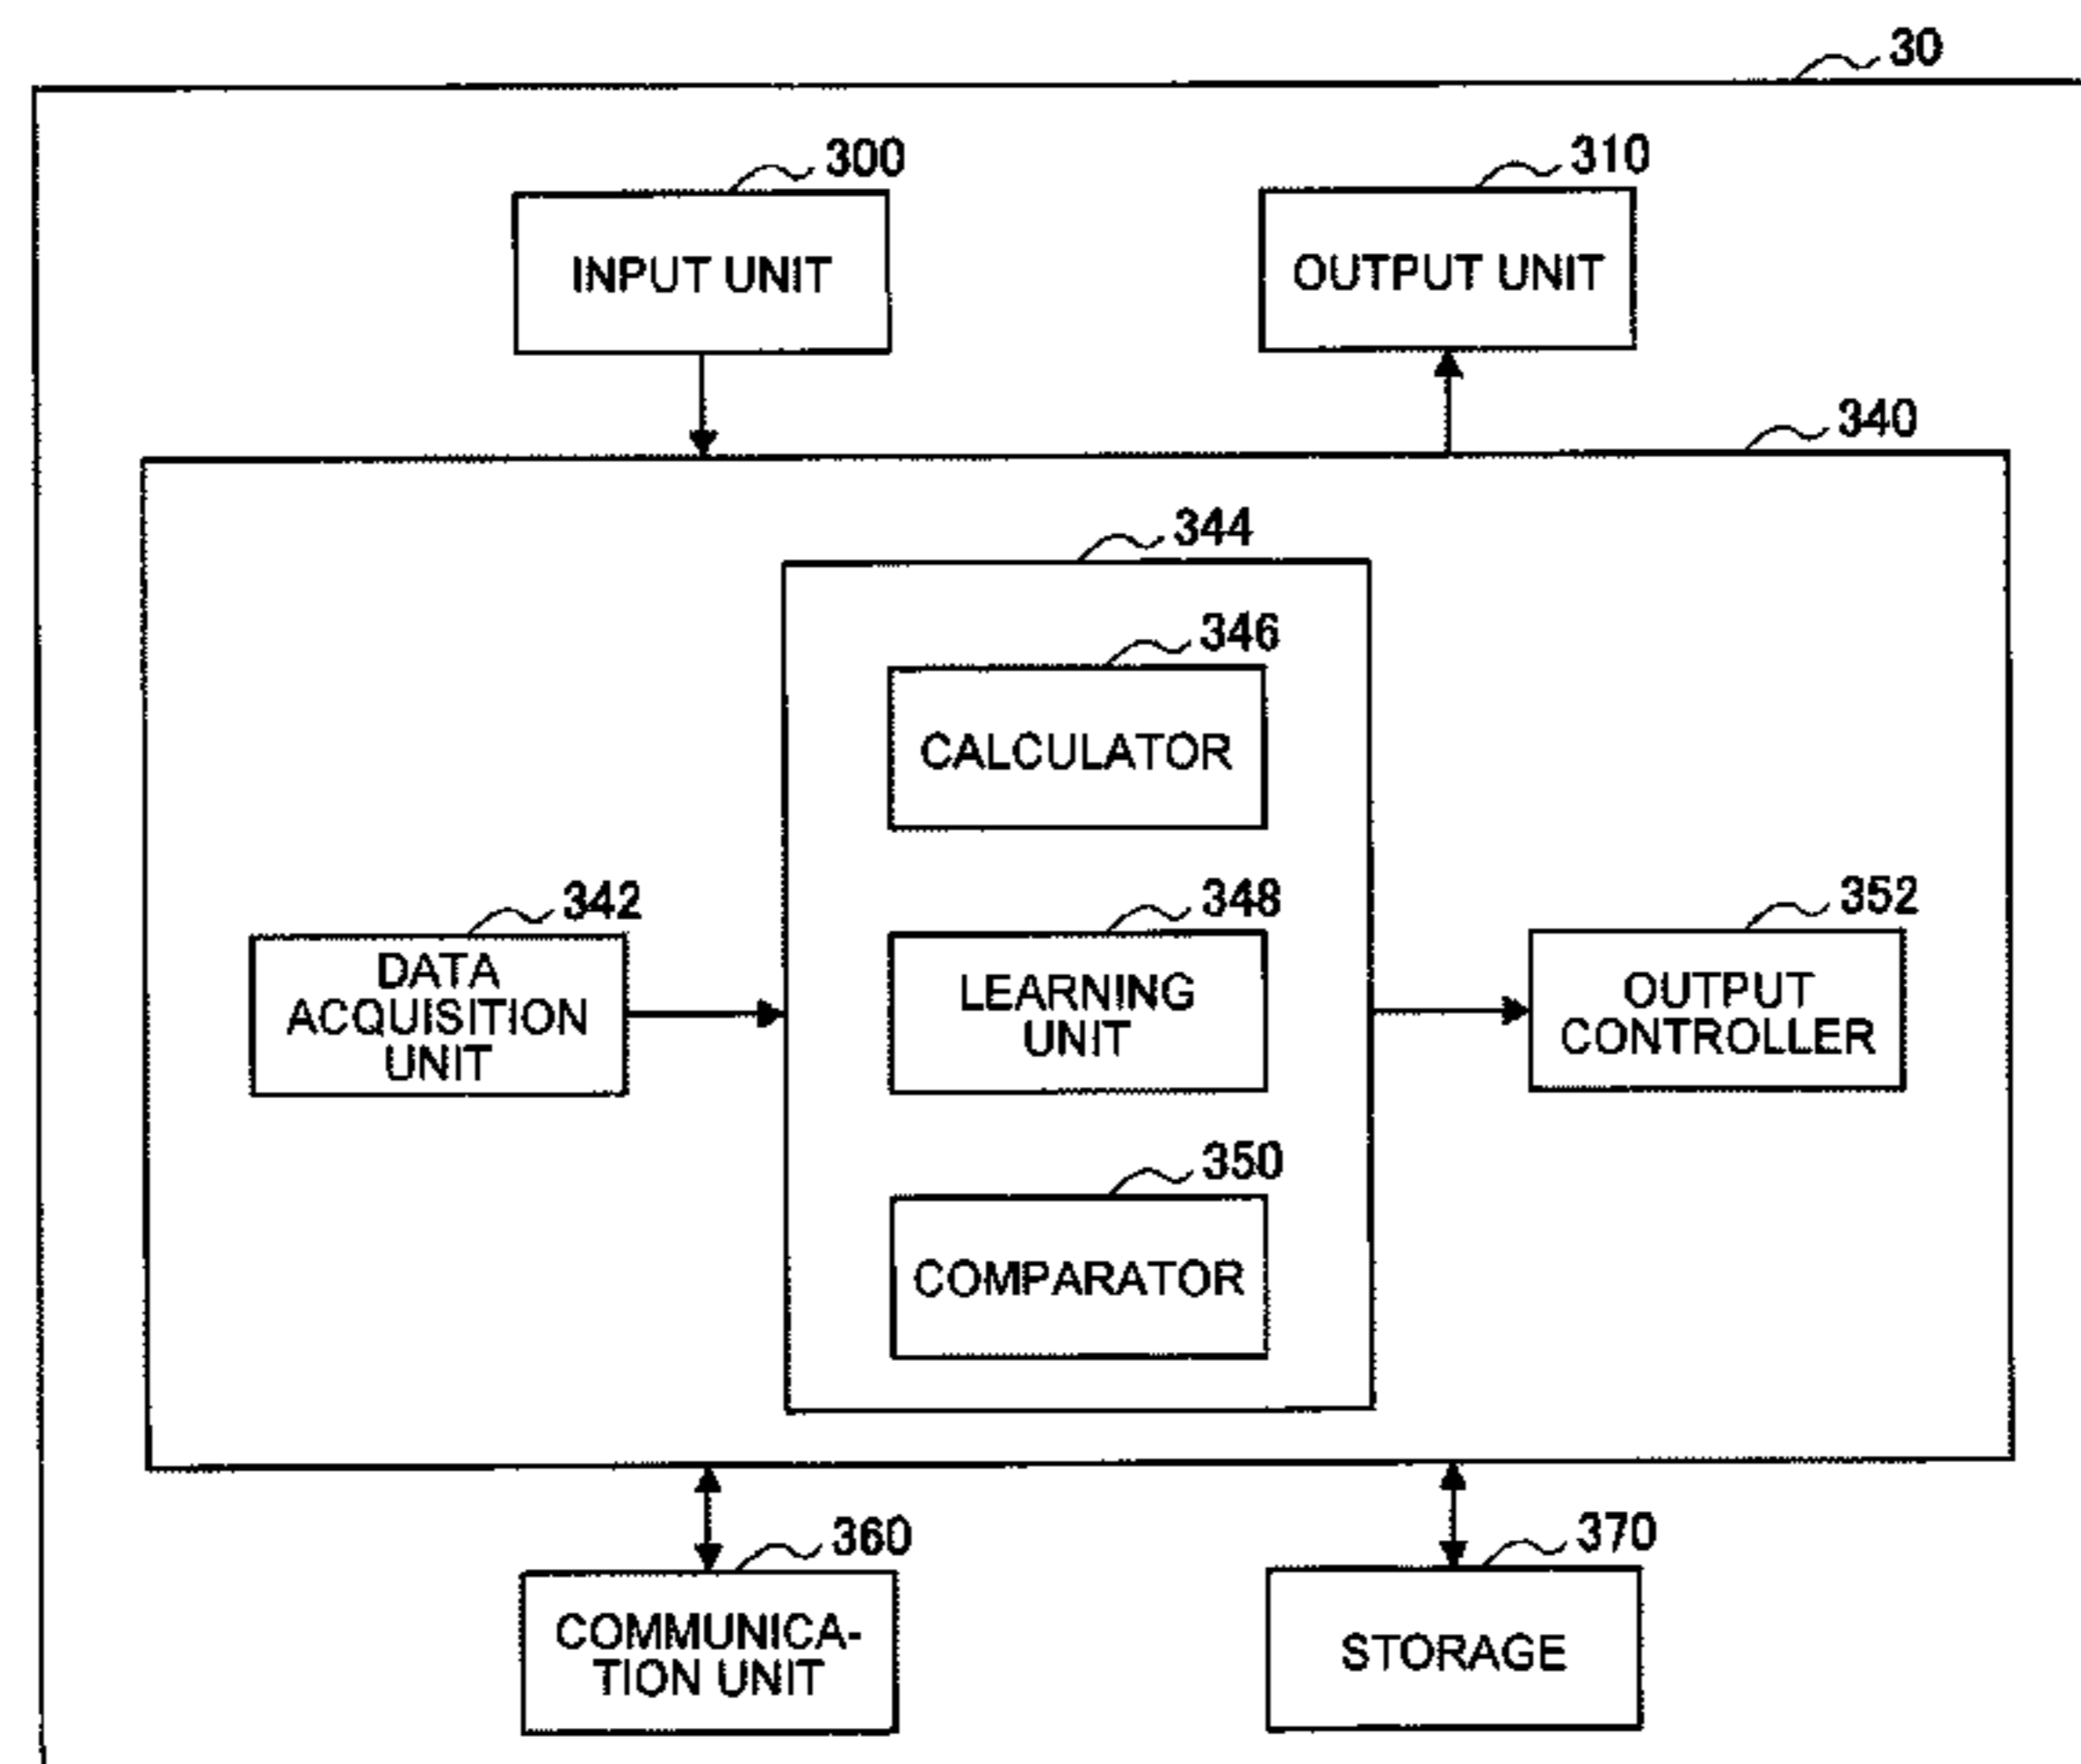 30
300
310
INPUT UNIT
OUTPUT UNIT
340
344
346
CALCULATOR
342
348
352
DATA
ACQUISITION
UNIT
LEARNING
UNIT
OUTPUT
CONTROLLER
350
COMPARATOR
360
370
COMMUNICA-
TION UNIT
STORAGE